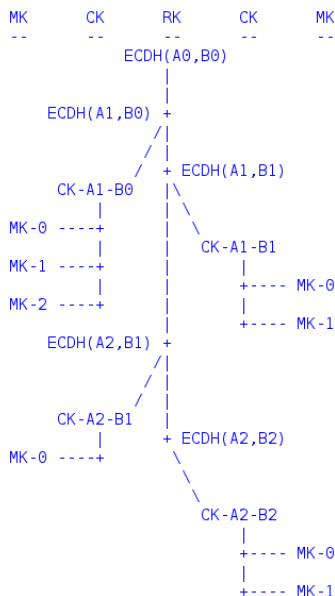 MK CK RK CK MK
-- -- -- -- --
ECDH(A0,B0)
|
|
ECDH(A1,B0) +
/|
/ |
/ + ECDH(A1,B1)
CK-A1-B0 |\
| | \
MK-0 ----+ | \
| | CK-A1-B1
MK-1 ----+ | |
| | +---- MK-0
MK-2 ----+ | |
| +---- MK-1
ECDH(A2,B1) +
/|
/ |
/ |
CK-A2-B1 |
| + ECDH(A2,B2)
MK-0 ----+ \
\
\
CK-A2-B2
|
+---- MK-0
|
+---- MK-1